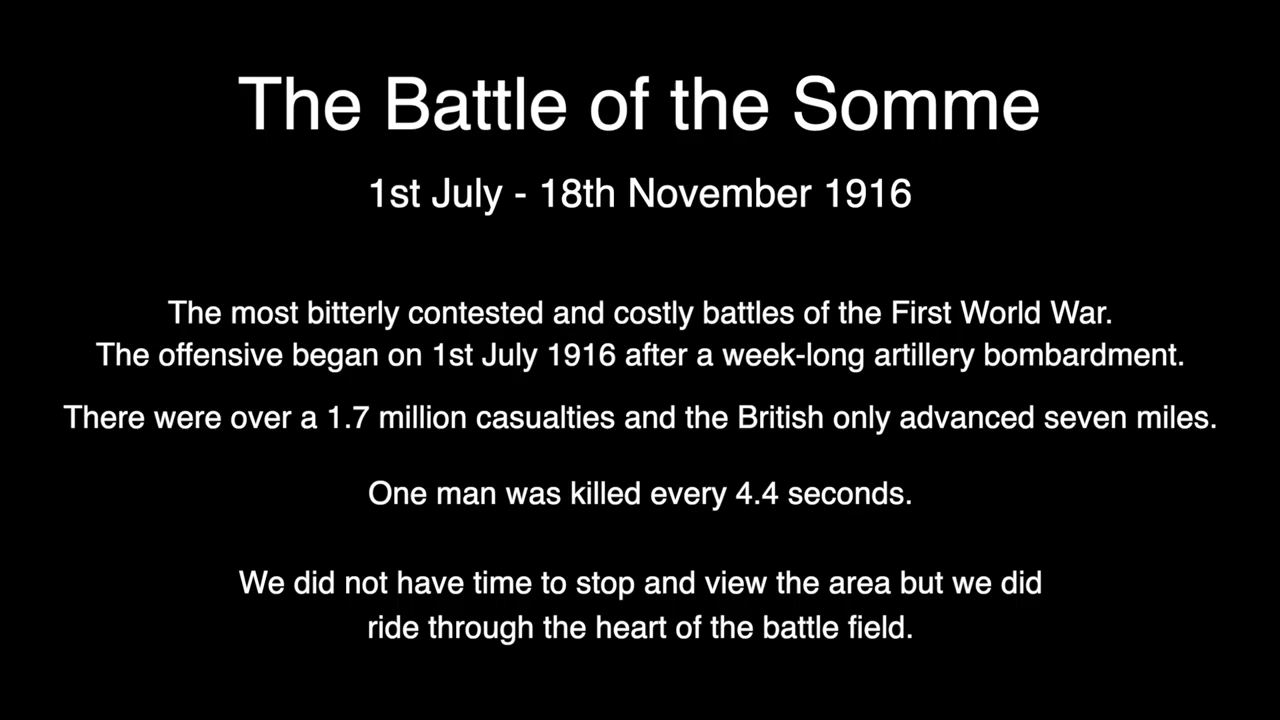 The Battle of the Somme
1st July - 18th November 1916
The most bitterly contested and costly battles of the First World War.
The offensive began on 1st July 1916 after a week-long artillery bombardment.
There were over a 1.7 million casualties and the British only advanced seven miles.
One man was killed every 4.4 seconds.
We did not have time to stop and view the area but we did
ride through the heart of the battle field.